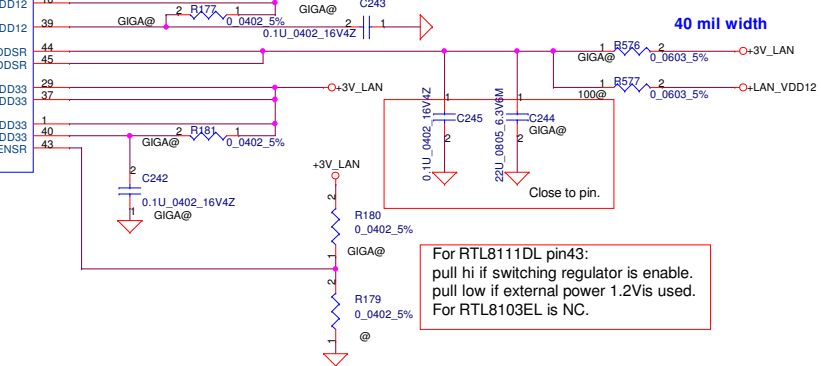 GIGA@
C243
DD12
R177
2
1
0_0402_5%
GIGA@
2
1
0.1U_0402_16V4Z
DD12
39
GIGA@
40 mil width
DDSR
44
DDSR
45
1
R576
2
+3V_LAN
GIGA@
0_0603_5%
1
R577
2
+LAN_VDD12
100@
0_0603_5%
DD33
29
+3V_LAN
DD33
37
DD33
1
DD33
40
2
R181
1
GIGA@
0_0402_5%
ENSR
43
1
C245
2
0.1U_0402_16V4Z
1
C244
GIGA@
2
22U_0805_6.3V6M
Close to pin.
2
C242
0.1U_0402_16V4Z
1
GIGA@
+3V_LAN
2
R180
0_0402_5%
1
GIGA@
2
R179
0_0402_5%
1
@
For RTL8111DL pin43:
pull hi if switching regulator is enable.
pull low if external power 1.2Vis used.
For RTL8103EL is NC.